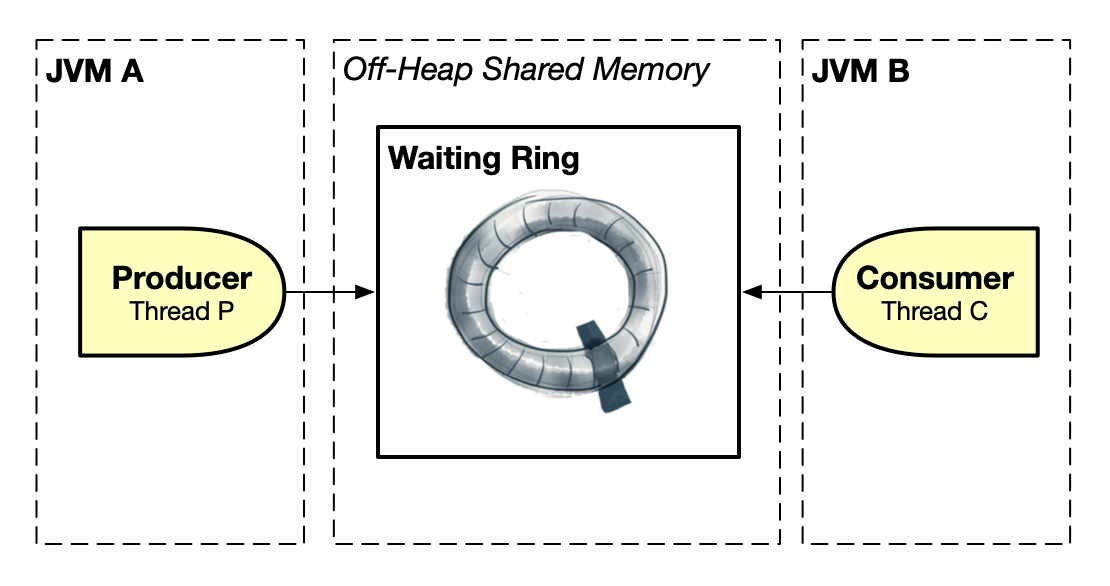 JVM A
Off-Heap Shared Memory
JVM B
Waiting Ring
Producer
Thread P
Consumer
Thread C